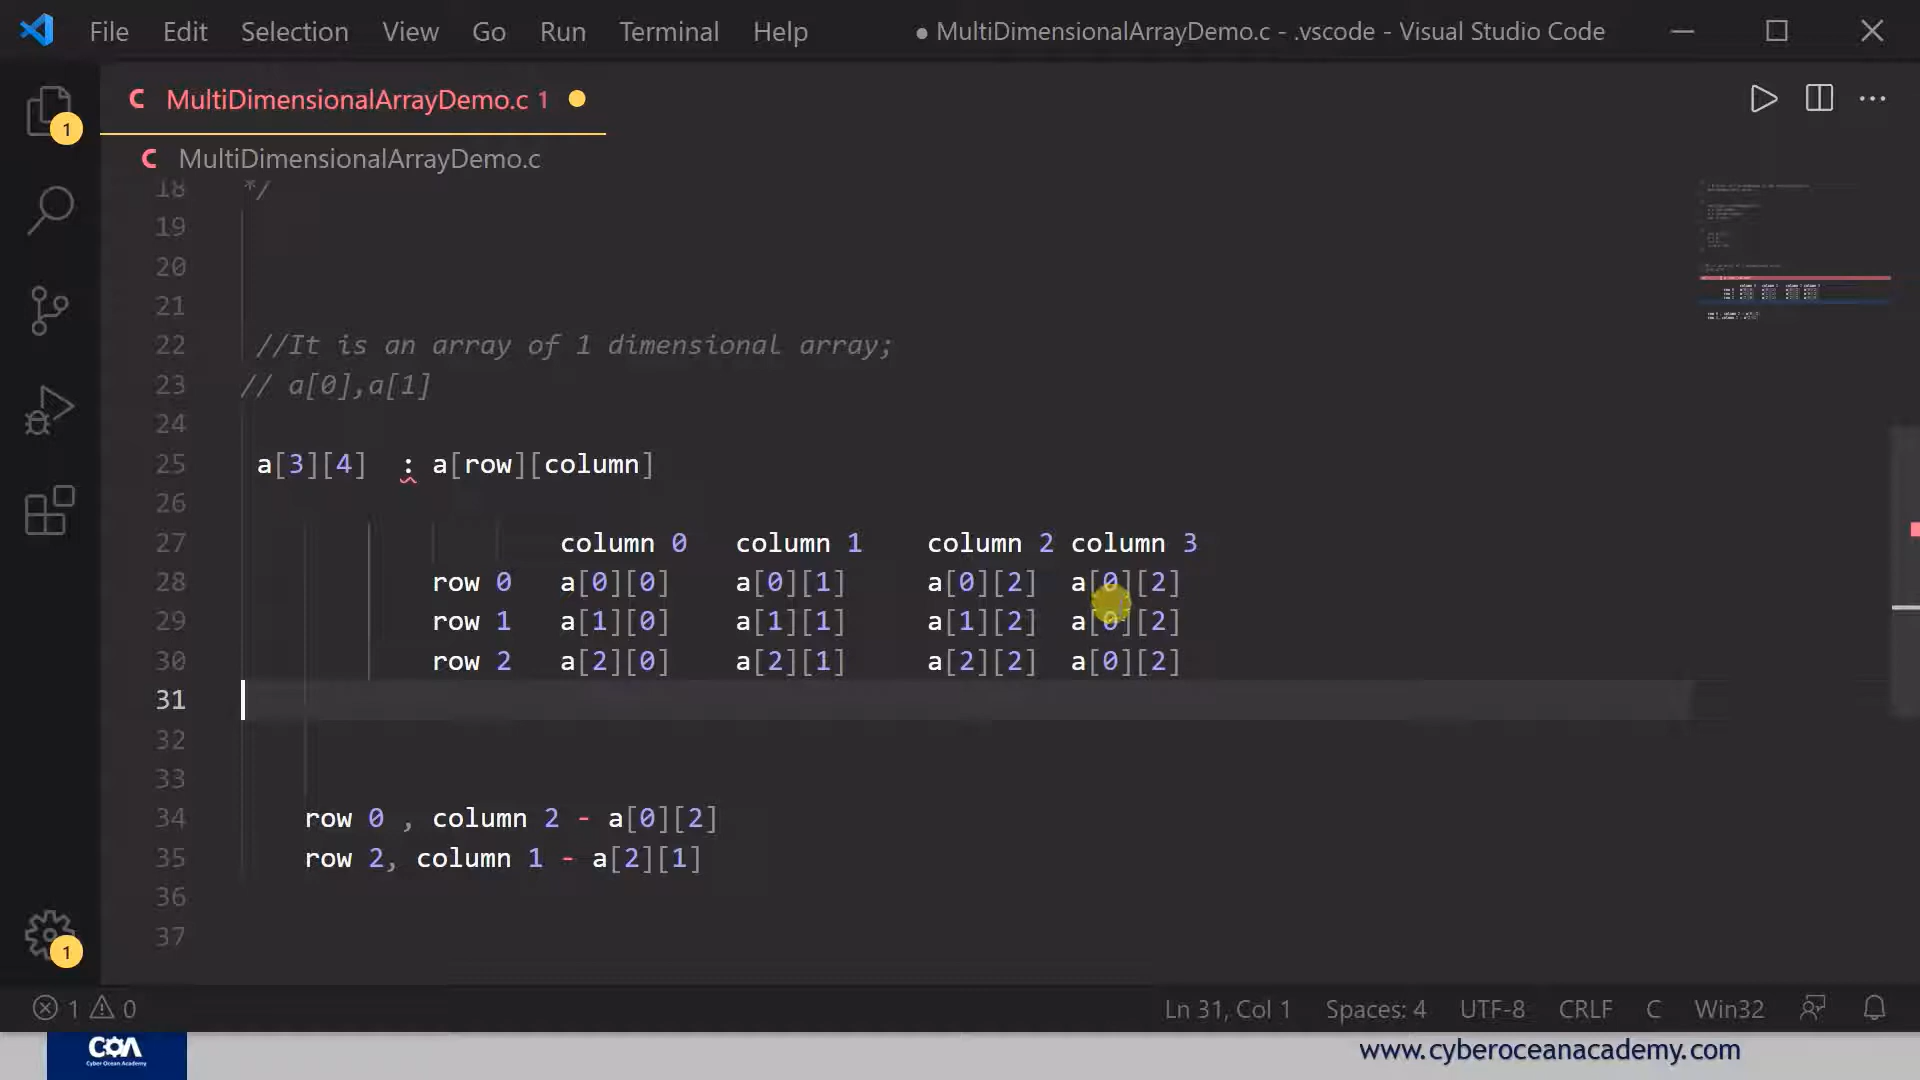 File Edit Selection View Go Run Terminal Help ● MultiDimensionalArrayDemo.c - .vscode - Visual Studio Code
C MultiDimensionalArrayDemo.c 1
1
C MultiDimensionalArrayDemo.c
18 */
19
20
21
22 //It is an array of 1 dimensional array;
23 // a[0],a[1]
24
25 a[3][4] : a[row][column]
26
27 column 0 column 1 column 2 column 3
28 row 0 a[0][0] a[0][1] a[0][2] a[0][2]
29 row 1 a[1][0] a[1][1] a[1][2] a[0][2]
30 row 2 a[2][0] a[2][1] a[2][2] a[0][2]
31
32
33
34 row 0 , column 2 - a[0][2]
35 row 2, column 1 - a[2][1]
36
37
1
1 0 Ln 31, Col 1 Spaces: 4 UTF-8 CRLF C Win32
COA
Cyber Ocean Academy
www.cyberoceanacademy.com